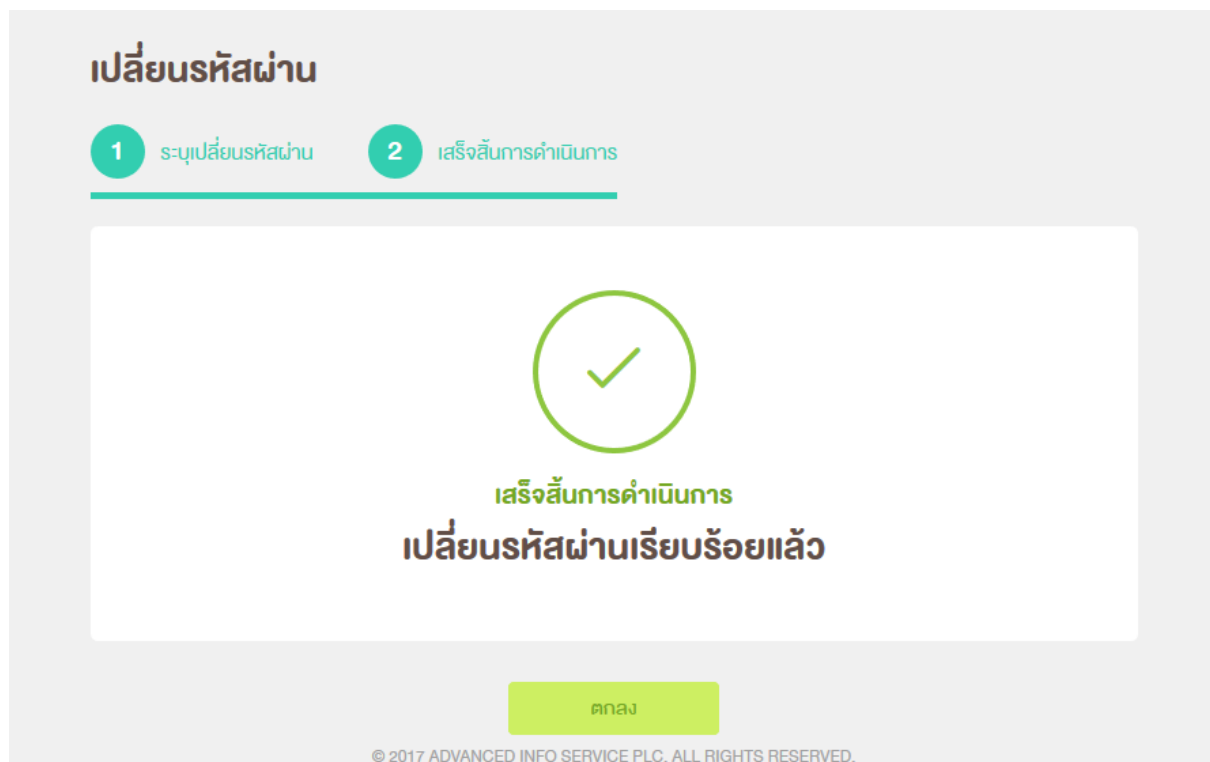 เปลี่ยนรหัสผ่าน
1 ระบุเปลี่ยนรหัสผ่าน 2 เสร็จสิ้นการดำเนินการ
เสร็จสิ้นการดำเนินการ
เปลี่ยนรหัสผ่านเรียบร้อยแล้ว
ตกลง
© 2017 ADVANCED INFO SERVICE PLC. ALL RIGHTS RESERVED.